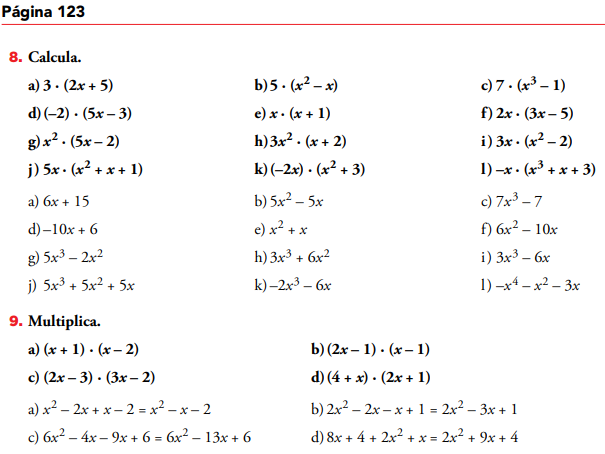 Página 123
8. Calcula.
a) 3 · (2x + 5) b) 5 · (x² – x) c) 7 · (x³ – 1)
d) (–2) · (5x – 3) e) x · (x + 1) f) 2x · (3x – 5)
g) x² · (5x – 2) h) 3x² · (x + 2) i) 3x · (x² – 2)
j) 5x · (x² + x + 1) k) (–2x) · (x² + 3) l) –x · (x³ + x + 3)
a) 6x + 15 b) 5x² – 5x c) 7x³ – 7
d) –10x + 6 e) x² + x f) 6x² – 10x
g) 5x³ – 2x² h) 3x³ + 6x² i) 3x³ – 6x
j) 5x³ + 5x² + 5x k) –2x³ – 6x l) –x⁴ – x² – 3x
9. Multiplica.
a) (x + 1) · (x – 2) b) (2x – 1) · (x – 1)
c) (2x – 3) · (3x – 2) d) (4 + x) · (2x + 1)
a) x² – 2x + x – 2 = x² – x – 2 b) 2x² – 2x – x + 1 = 2x² – 3x + 1
c) 6x² – 4x – 9x + 6 = 6x² – 13x + 6 d) 8x + 4 + 2x² + x = 2x² + 9x + 4